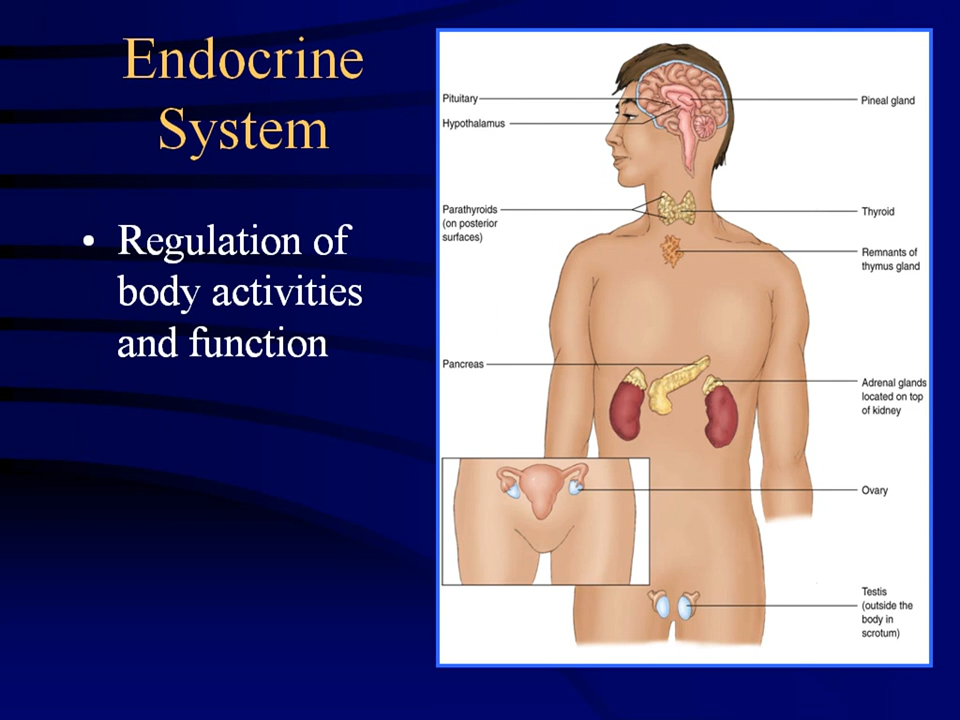 Endocrine
System
• Regulation of
body activities
and function
Pituitary
Hypothalamus
Parathyroids
(on posterior
surfaces)
Pancreas
Pineal gland
Thyroid
Remnants of
thymus gland
Adrenal glands
located on top
of kidney
Ovary
Testis
(outside the
body in
scrotum)